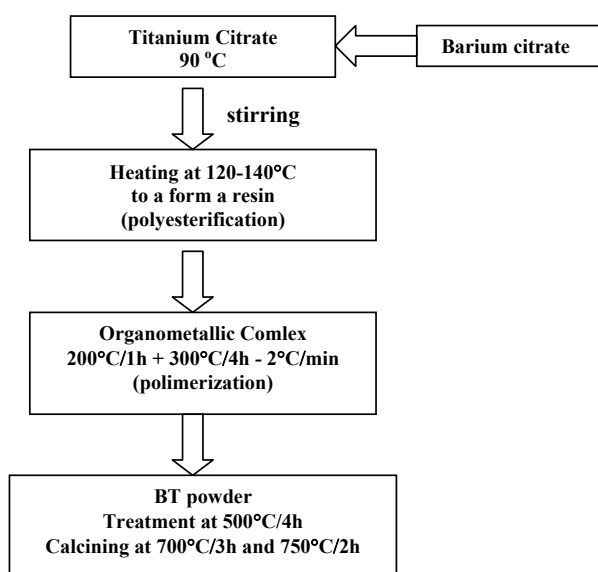 Titanium Citrate
90 °C
Barium citrate
stirring
Heating at 120-140°C
to a form a resin
(polyesterification)
Organometallic Comlex
200°C/1h + 300°C/4h - 2°C/min
(polimerization)
BT powder
Treatment at 500°C/4h
Calcining at 700°C/3h and 750°C/2h